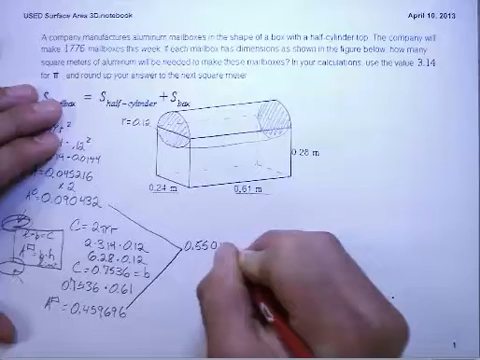 USED Surface Area 3D.notebook
April 10, 2013
A company manufactures aluminum mailboxes in the shape of a box with a half-cylinder top. The company will
make 1776 mailboxes this week. If each mailbox has dimensions as shown in the figure below, how many
square meters of aluminum will be needed to make these mailboxes? In your calculations, use the value 3.14
for π and round up your answer to the next square meter
= S half-cylinder + S box
r=0.12
.12²
0.0144
0.28 m
0.045216
x 2
0.24 m
0.61 m
=0.090432
C = 2πr
2·3.14·0.12
6.28·0.12
C = 0.7536 = b
0.7536·0.61
= 0.459696
0.550
1